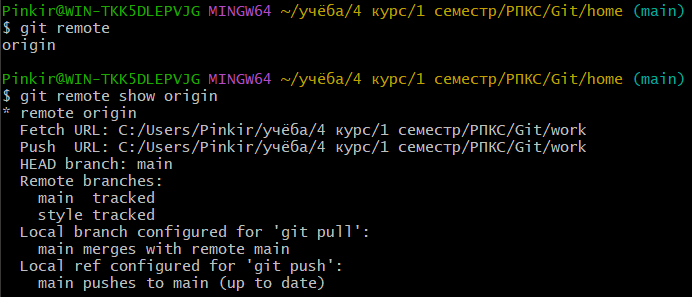 Pinkir@WIN-TKK5DLEPVJG MINGW64 ~/учёба/4 курс/1 семестр/РПКС/Git/home (main)
$ git remote
origin

Pinkir@WIN-TKK5DLEPVJG MINGW64 ~/учёба/4 курс/1 семестр/РПКС/Git/home (main)
$ git remote show origin
* remote origin
  Fetch URL: C:/Users/Pinkir/учёба/4 курс/1 семестр/РПКС/Git/work
  Push  URL: C:/Users/Pinkir/учёба/4 курс/1 семестр/РПКС/Git/work
  HEAD branch: main
  Remote branches:
    main  tracked
    style tracked
  Local branch configured for 'git pull':
    main merges with remote main
  Local ref configured for 'git push':
    main pushes to main (up to date)